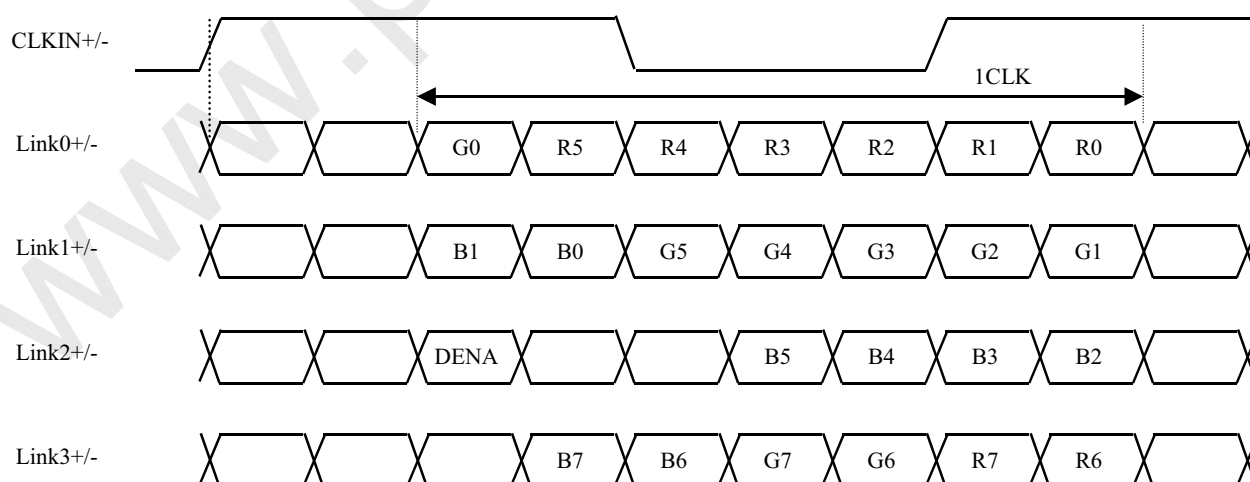 CLKIN+/-
1CLK
Link0+/- G0 R5 R4 R3 R2 R1 R0
Link1+/- B1 B0 G5 G4 G3 G2 G1
Link2+/- DENA B5 B4 B3 B2
Link3+/- B7 B6 G7 G6 R7 R6
www.p